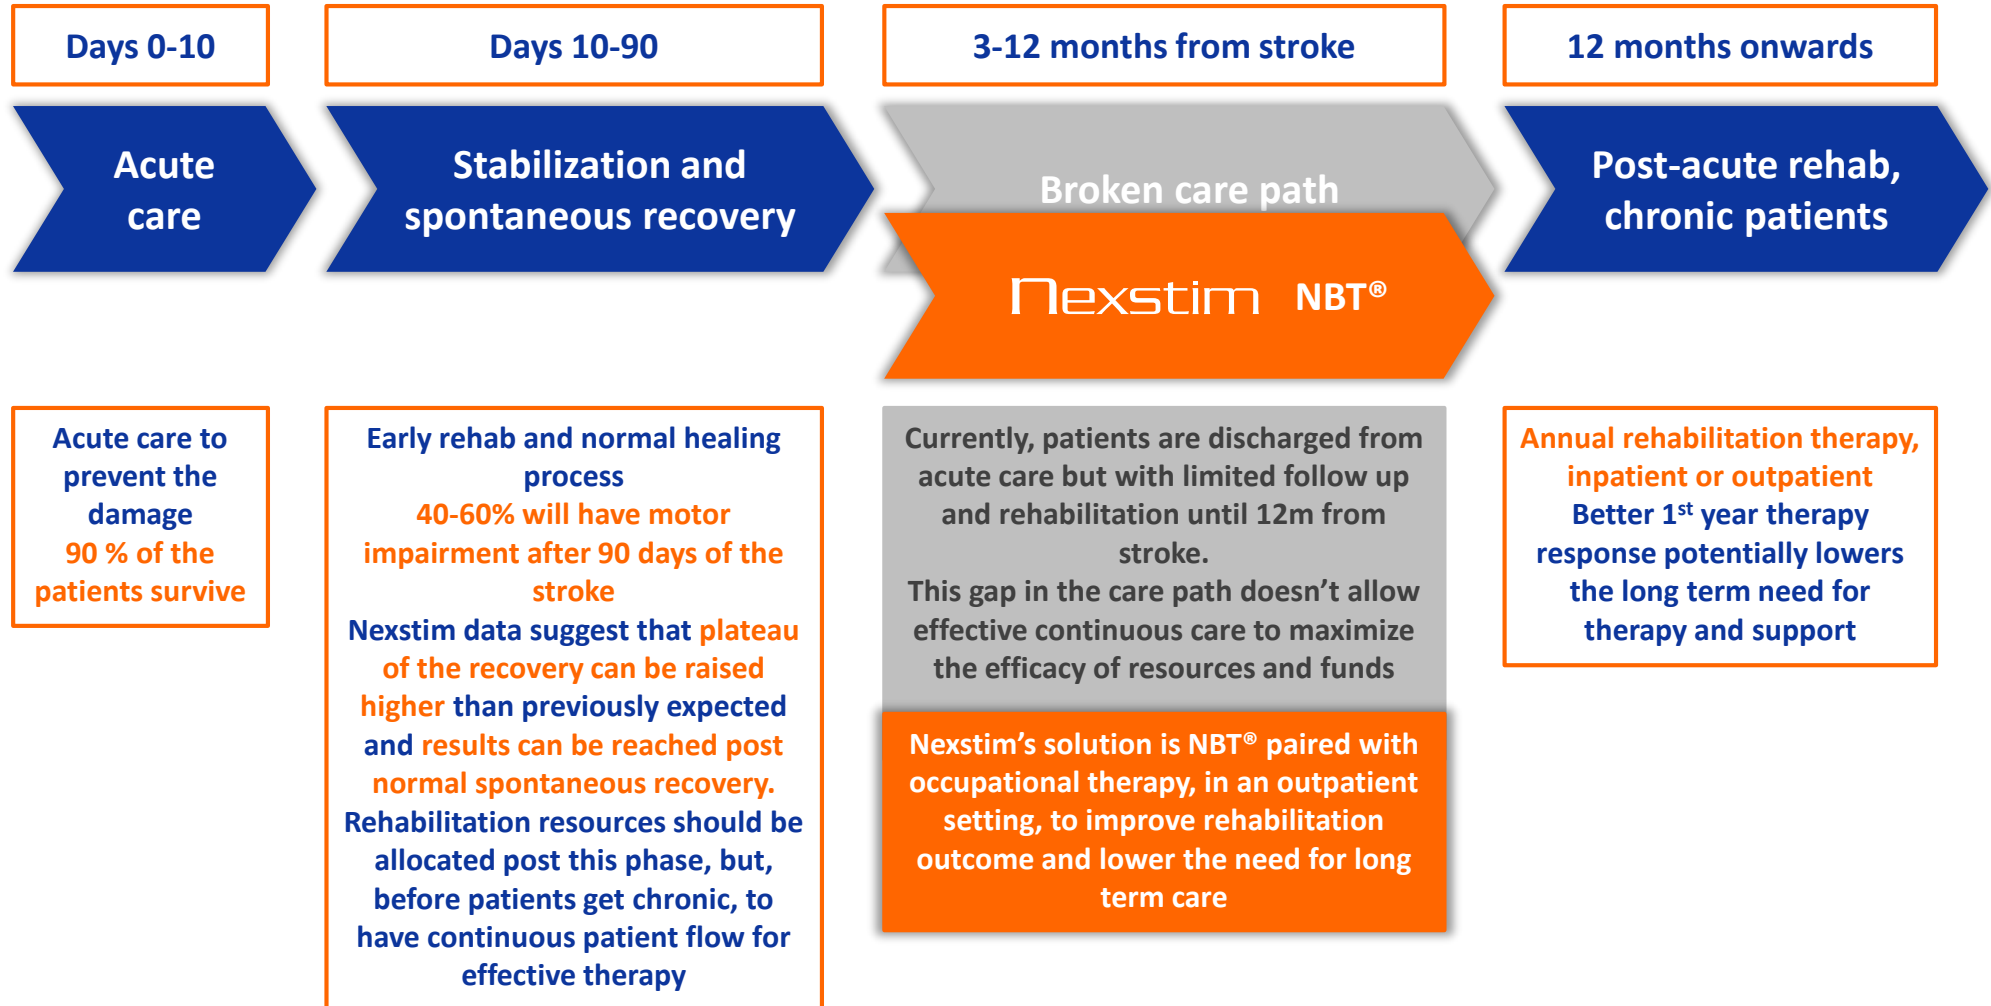 Days 0-10
Days 10-90
3-12 months from stroke
12 months onwards
Acute
care
Stabilization and
spontaneous recovery
Broken care path
Nexstim NBT®
Post-acute rehab,
chronic patients
Acute care to
prevent the
damage
90 % of the
patients survive
Early rehab and normal healing
process
40-60% will have motor
impairment after 90 days of the
stroke
Nexstim data suggest that plateau
of the recovery can be raised
higher than previously expected
and results can be reached post
normal spontaneous recovery.
Rehabilitation resources should be
allocated post this phase, but,
before patients get chronic, to
have continuous patient flow for
effective therapy
Currently, patients are discharged from
acute care but with limited follow up
and rehabilitation until 12m from
stroke.
This gap in the care path doesn’t allow
effective continuous care to maximize
the efficacy of resources and funds
Nexstim’s solution is NBT® paired with
occupational therapy, in an outpatient
setting, to improve rehabilitation
outcome and lower the need for long
term care
Annual rehabilitation therapy,
inpatient or outpatient
Better 1st year therapy
response potentially lowers
the long term need for
therapy and support